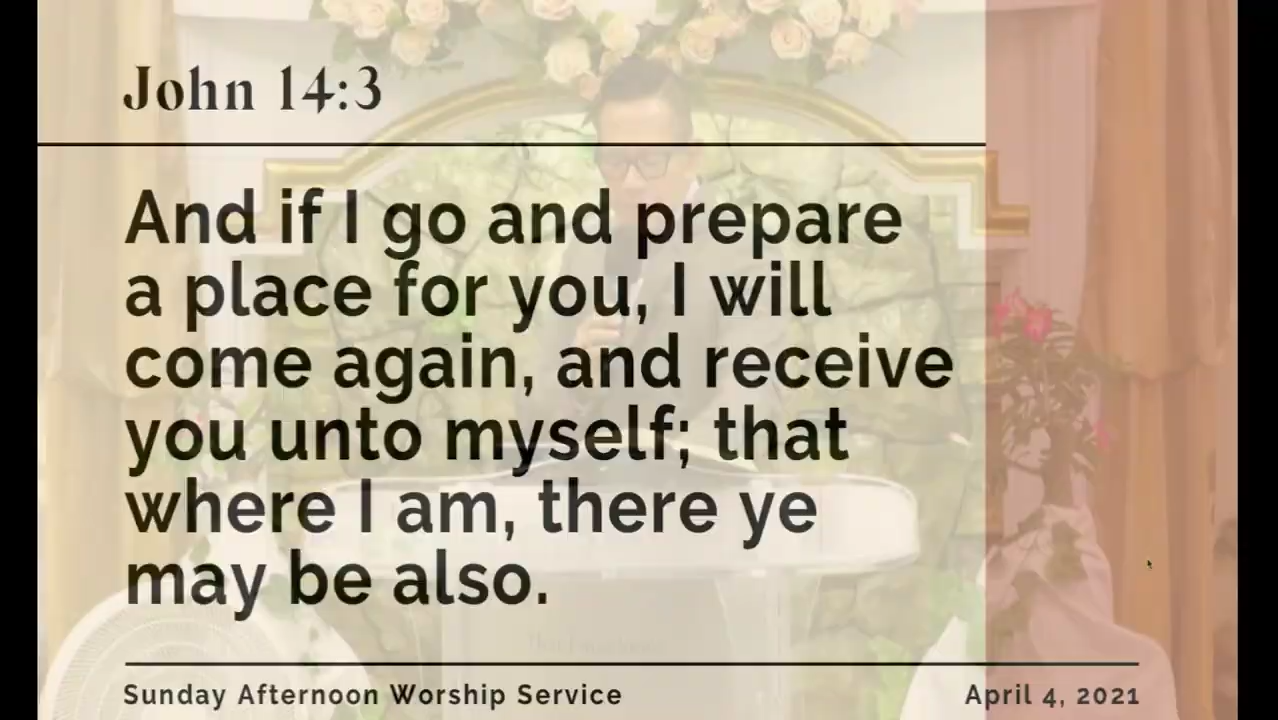 John 14:3
And if I go and prepare
a place for you, I will
come again, and receive
you unto myself; that
where I am, there ye
may be also.
Sunday Afternoon Worship Service
April 4, 2021